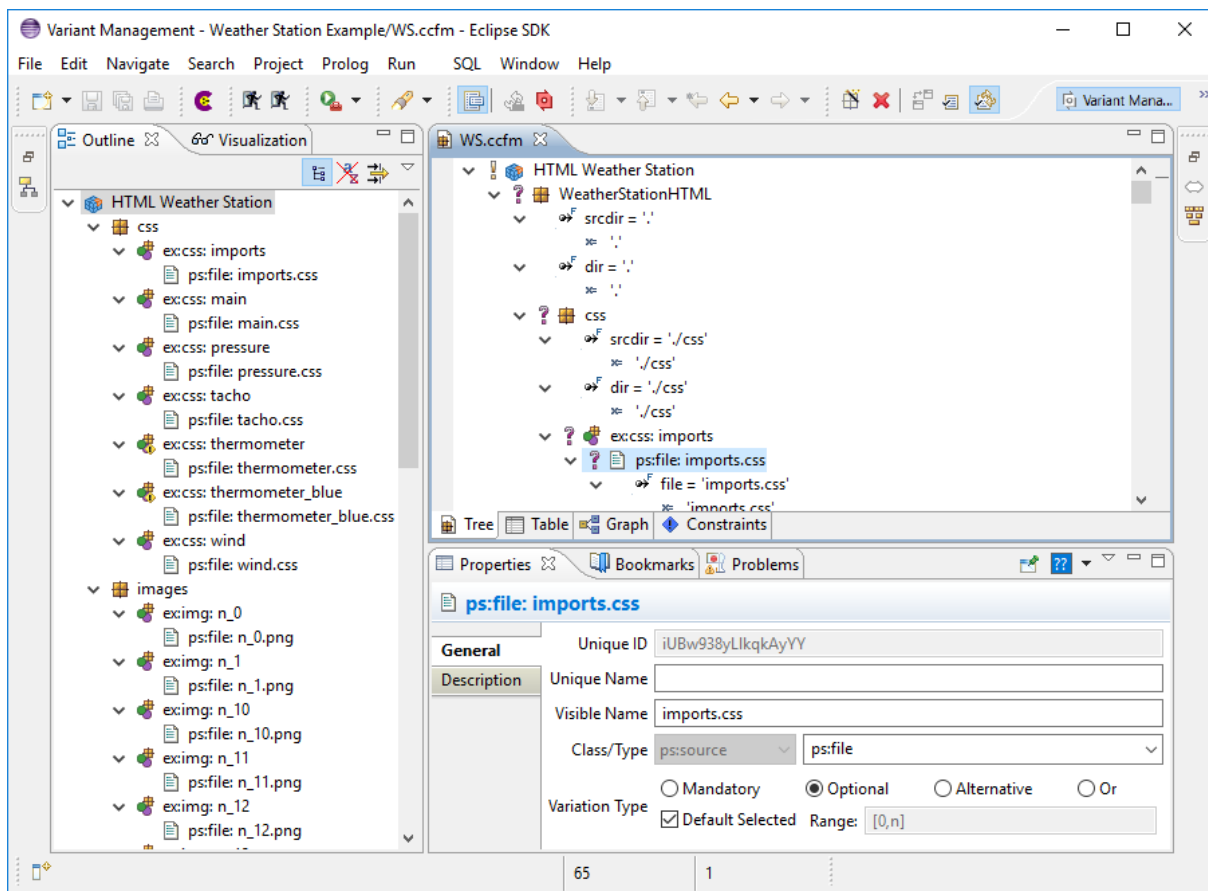 Variant Management - Weather Station Example/WS.ccfm - Eclipse SDK
File Edit Navigate Search Project Prolog Run SQL Window Help
Variant Mana...
Outline Visualization
HTML Weather Station
css
ex:css: imports
ps:file: imports.css
ex:css: main
ps:file: main.css
ex:css: pressure
ps:file: pressure.css
ex:css: tacho
ps:file: tacho.css
ex:css: thermometer
ps:file: thermometer.css
ex:css: thermometer_blue
ps:file: thermometer_blue.css
ex:css: wind
ps:file: wind.css
images
ex:img: n_0
ps:file: n_0.png
ex:img: n_1
ps:file: n_1.png
ex:img: n_10
ps:file: n_10.png
ex:img: n_11
ps:file: n_11.png
ex:img: n_12
ps:file: n_12.png
WS.ccfm
HTML Weather Station
WeatherStationHTML
srcdir = '.'
'.'
dir = '.'
'.'
css
srcdir = './css'
'./css'
dir = './css'
'./css'
ex:css: imports
ps:file: imports.css
file = 'imports.css'
'imports.css'
Tree Table Graph Constraints
Properties Bookmarks Problems
ps:file: imports.css
General
Description
Unique ID iUBw938yLIkqkAyYY
Unique Name
Visible Name imports.css
Class/Type ps:source ps:file
Variation Type
Mandatory Optional Alternative Or
Default Selected Range: [0,n]
65 1